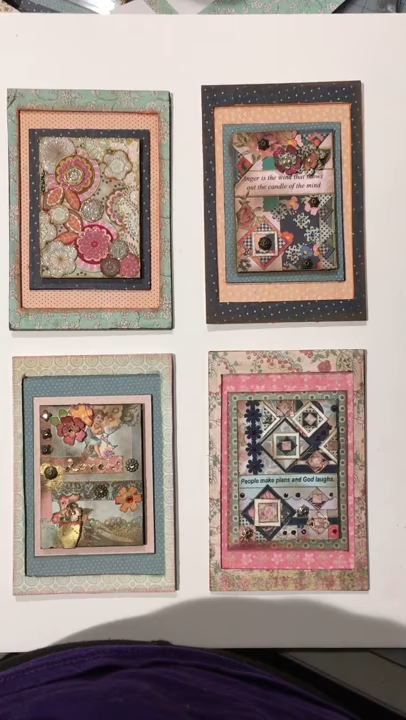 Anger is the wind that blows
out the candle of the mind
People make plans and God laughs.